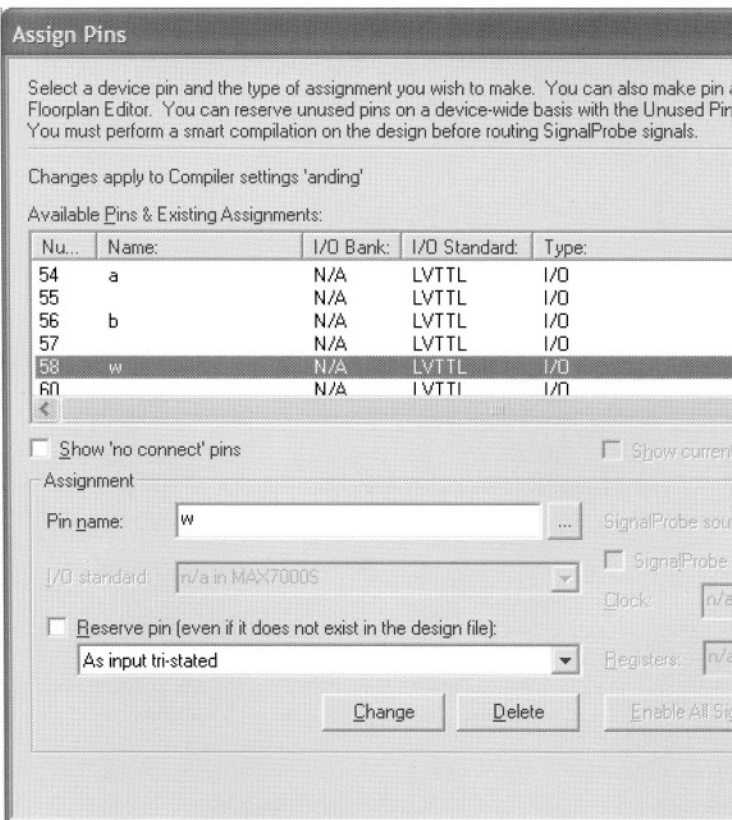 Assign Pins
Select a device pin and the type of assignment you wish to make. You can also make pin a
Floorplan Editor. You can reserve unused pins on a device-wide basis with the Unused Pin
You must perform a smart compilation on the design before routing SignalProbe signals.
Changes apply to Compiler settings 'anding'
Available Pins & Existing Assignments:
Nu... Name: I/O Bank: I/O Standard: Type:
54 a N/A LVTTL I/O
55 N/A LVTTL I/O
56 b N/A LVTTL I/O
57 N/A LVTTL I/O
58 w N/A LVTTL I/O
60 N/A LVTTL I/O
Show 'no connect' pins Show current
Assignment
Pin name: w ... SignalProbe sou
I/O standard: n/a in MAX7000S SignalProbe
Clock: n/a
Reserve pin (even if it does not exist in the design file):
As input tri-stated Registers: n/a
Change Delete Enable All Sig